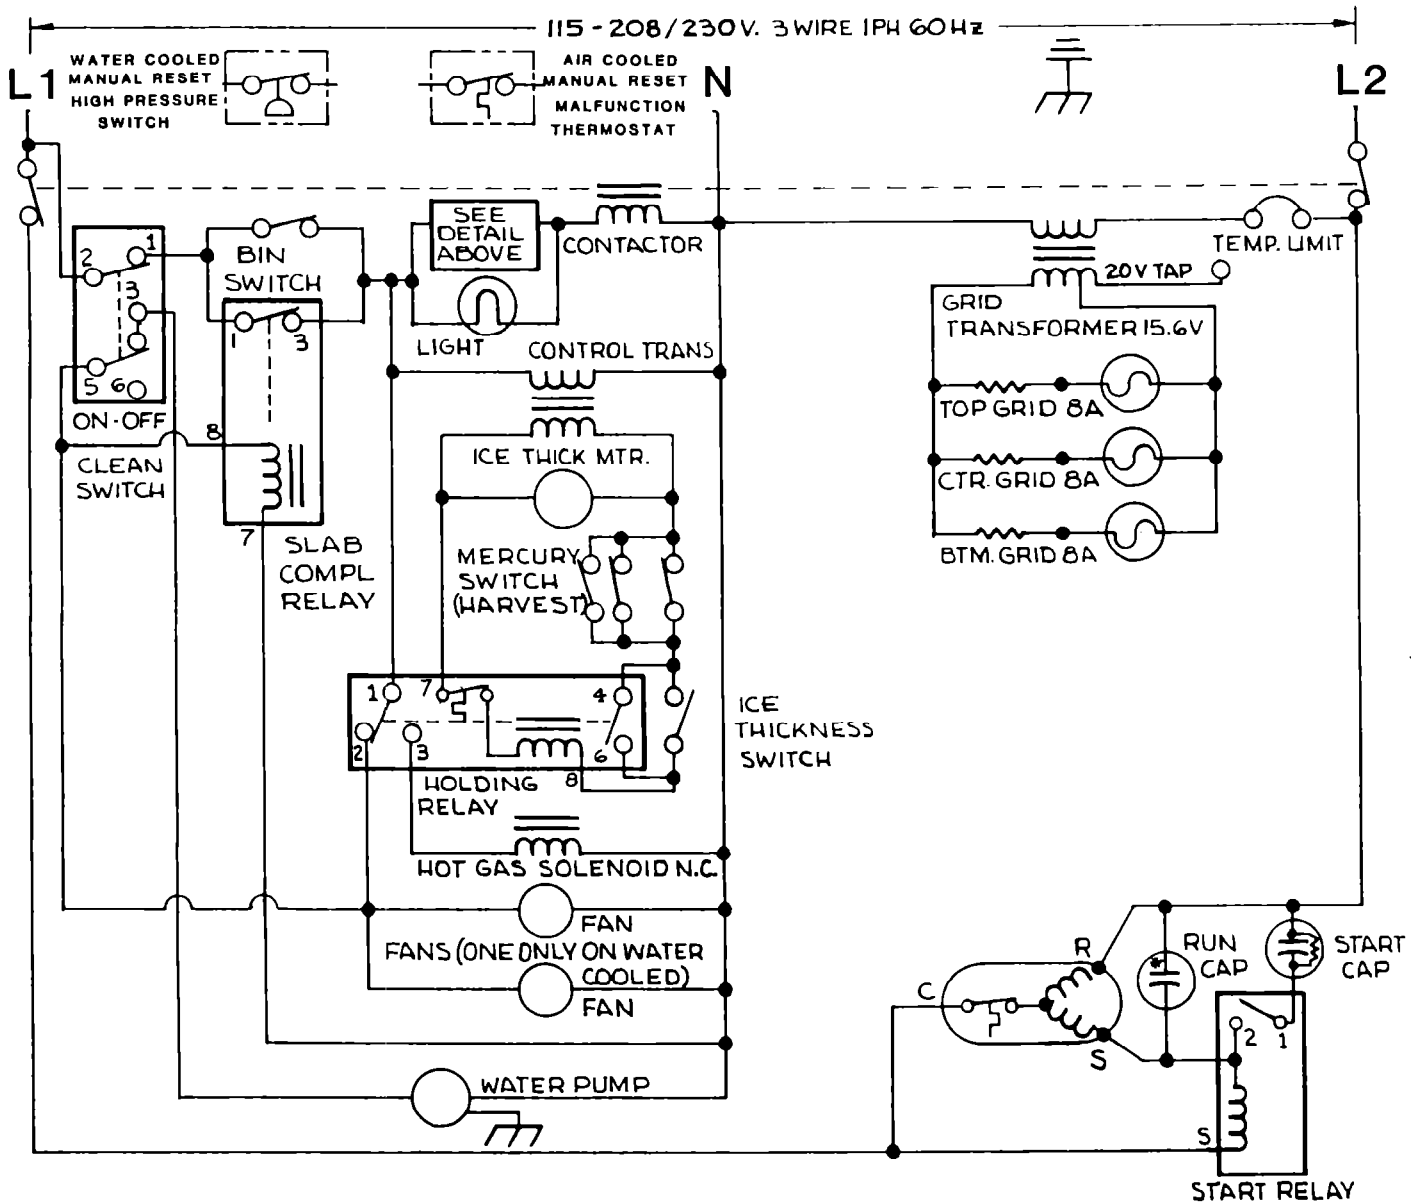 115-208/230V. 3 WIRE 1PH 60Hz
L1
WATER COOLED
MANUAL RESET
HIGH PRESSURE
SWITCH
AIR COOLED
MANUAL RESET
MALFUNCTION
THERMOSTAT
N
L2
SEE
DETAIL
ABOVE
CONTACTOR
TEMP. LIMIT
2
1
3
5
6
BIN
SWITCH
1
3
20V TAP
GRID
TRANSFORMER 15.6V
LIGHT
CONTROL TRANS
TOP GRID 8A
ON-OFF
8
CLEAN
SWITCH
ICE THICK MTR.
CTR. GRID 8A
7
SLAB
COMPL
RELAY
MERCURY
SWITCH
(HARVEST)
BTM. GRID 8A
1
7
4
2
3
6
8
ICE
THICKNESS
SWITCH
HOLDING
RELAY
HOT GAS SOLENOID N.C.
FAN
FANS (ONE ONLY ON WATER
COOLED)
FAN
R
RUN
CAP
*
START
CAP
C
S
2
1
WATER PUMP
S
START RELAY